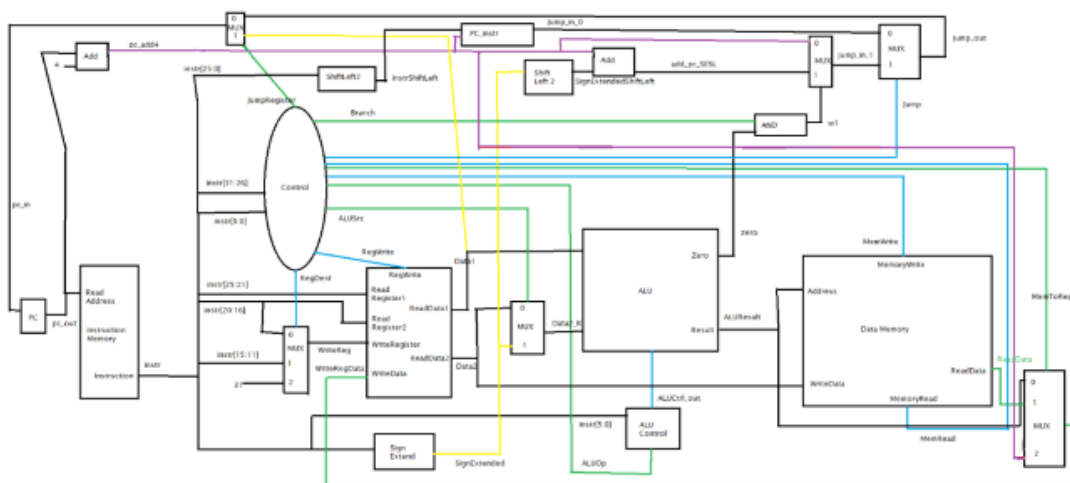 0
MUX
1
pc_add4
Add
4
instr[25:0]
ShiftLeft2
InstrShiftLeft
PC_instr
Jump_in_0
Shift
Left 2
SignExtendedShiftLeft
Add
add_pc_SESL
0
MUX
1
Jump_in_1
0
MUX
1
Jump_out
Jump
JumpRegister
Branch
AND
w1
Control
instr[31:26]
instr[5:0]
pc_in
ALUSrc
RegWrite
RegDest
Data1
zero
MemWrite
MemToReg
PC
pc_out
Read
Address
Instruction
Memory
Instruction
instr
instr[25:21]
instr[20:16]
instr[15:11]
31
0
MUX
1
2
WriteReg
WriteRegData
RegWrite
Read
Register1
ReadData1
Read
Register2
WriteRegister
ReadData2
WriteData
Data2
0
MUX
1
Zero
ALU
Result
ALUResult
MemoryWrite
Address
Data Memory
ReadData
WriteData
MemoryRead
ReadData
MemRead
0
1
MUX
2
ALUCtrl_out
Instr[5:0]
ALU
Control
ALUOp
Sign
Extend
SignExtended